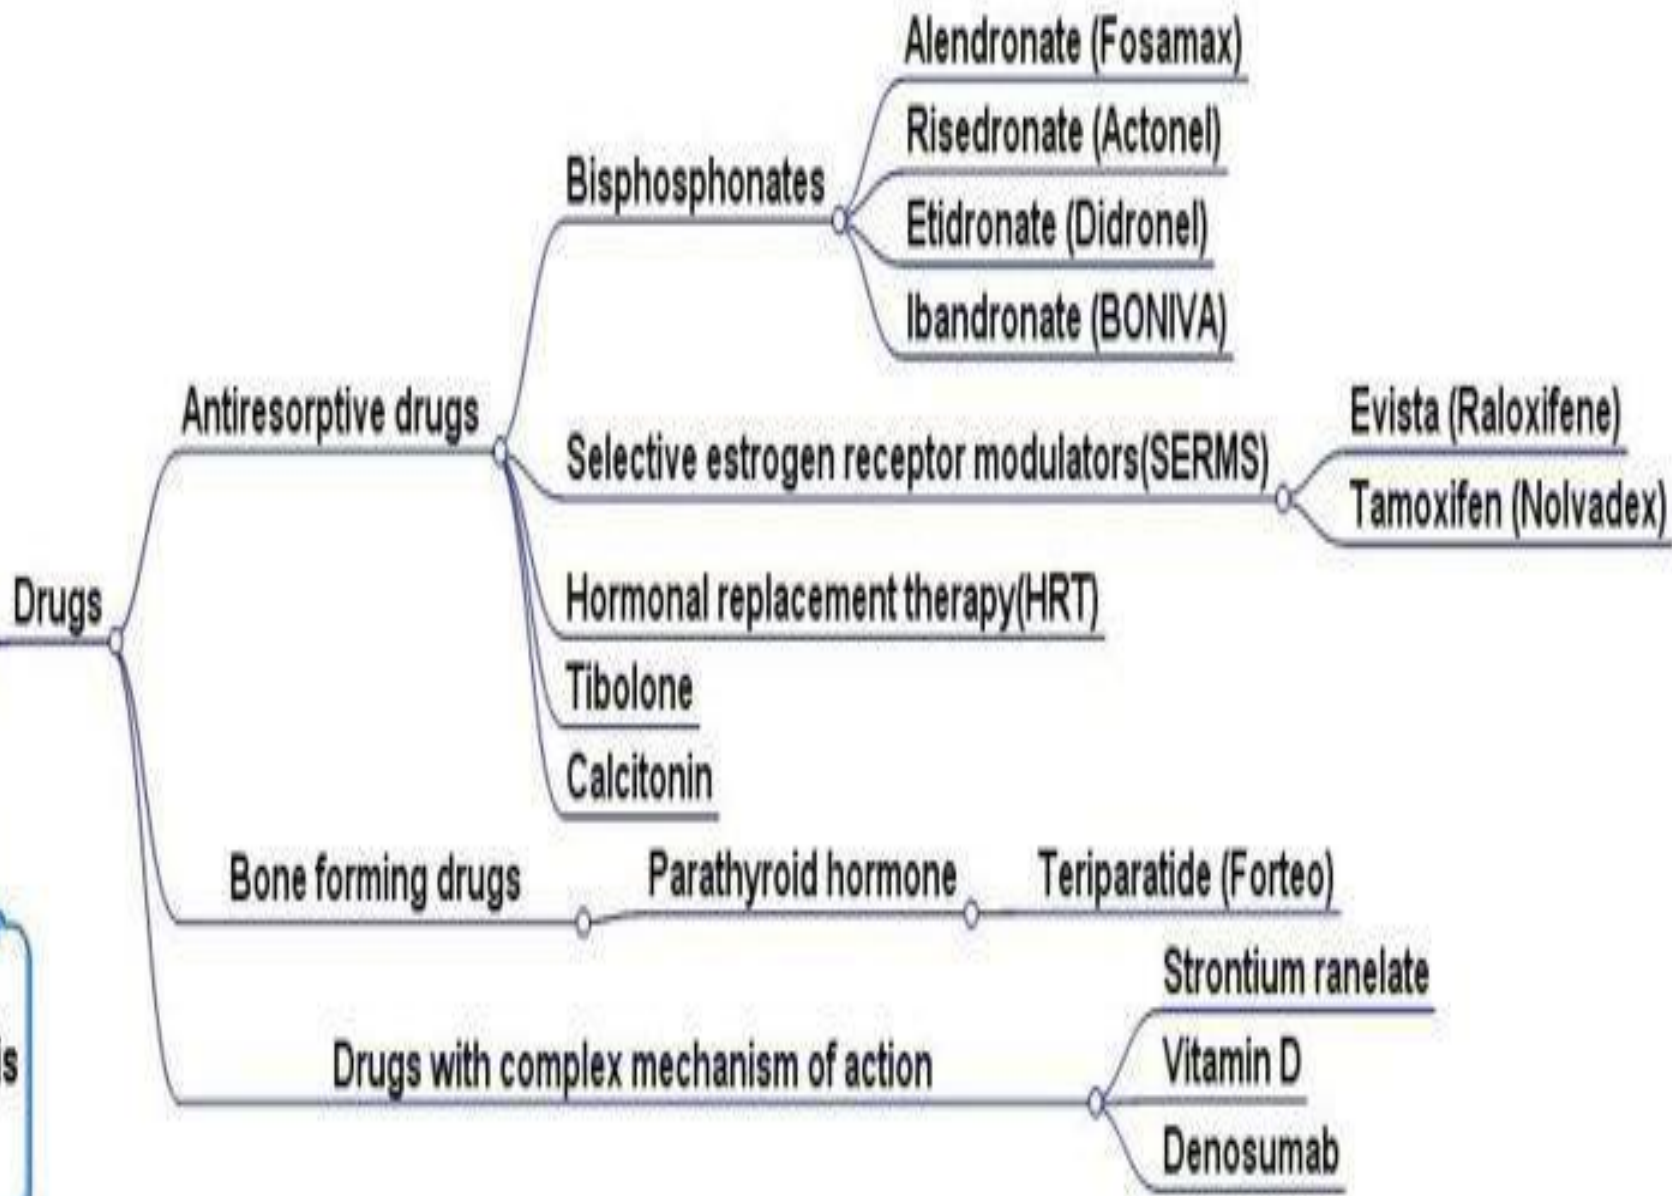 Alendronate (Fosamax)
Risedronate (Actonel)
Bisphosphonates
Etidronate (Didronel)
Ibandronate (BONIVA)
Antiresorptive drugs
Evista (Raloxifene)
Selective estrogen receptor modulators(SERMS)
Tamoxifen (Nolvadex)
Drugs
Hormonal replacement therapy(HRT)
Tibolone
Calcitonin
Bone forming drugs
Parathyroid hormone
Teriparatide (Forteo)
Strontium ranelate
Drugs with complex mechanism of action
Vitamin D
Denosumab